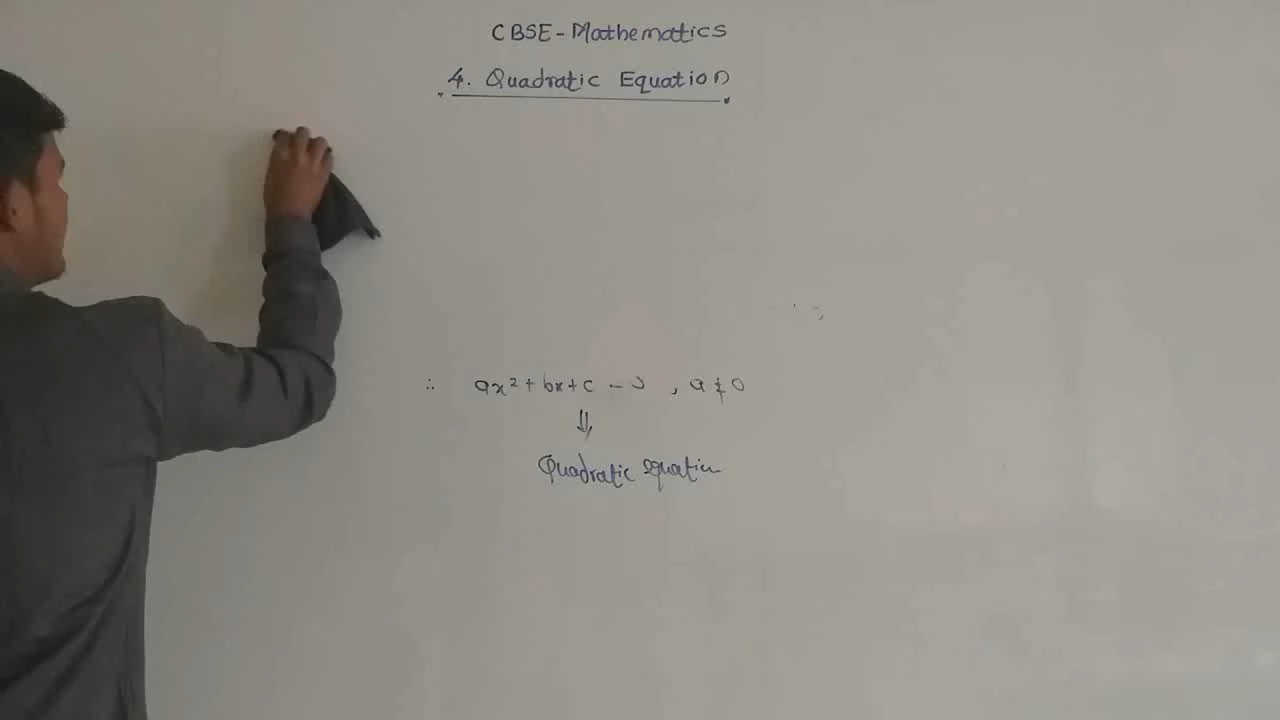 CBSE - Mathematics
4. Quadratic Equation
∴ ax² + bx + c = 0 , a ≠ 0
⇓
Quadratic equation